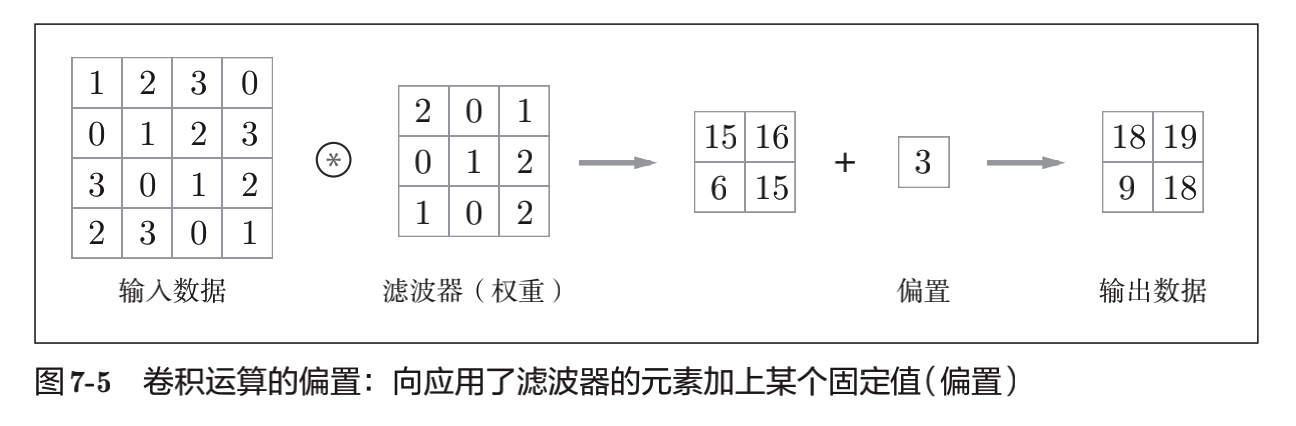 1 2 3 0
0 1 2 3
3 0 1 2
2 3 0 1
输入数据
⊛
2 0 1
0 1 2
1 0 2
滤波器（权重）
15 16
6 15
+
3
偏置
18 19
9 18
输出数据
图7-5 卷积运算的偏置：向应用了滤波器的元素加上某个固定值（偏置）